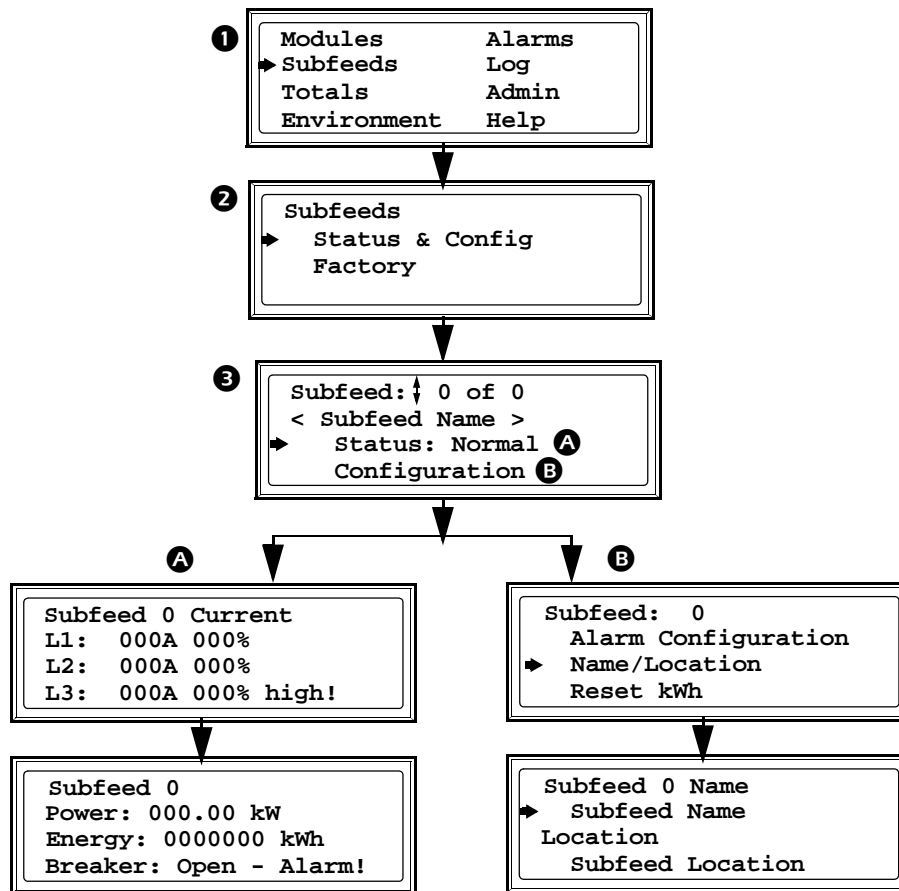 ❶
Modules Alarms
Subfeeds Log
Totals Admin
Environment Help
❷
Subfeeds
Status & Config
Factory
❸
Subfeed: 0 of 0
< Subfeed Name >
Status: Normal A
Configuration B
A
Subfeed 0 Current
L1: 000A 000%
L2: 000A 000%
L3: 000A 000% high!
Subfeed 0
Power: 000.00 kW
Energy: 0000000 kWh
Breaker: Open - Alarm!
B
Subfeed: 0
Alarm Configuration
Name/Location
Reset kWh
Subfeed 0 Name
Subfeed Name
Location
Subfeed Location